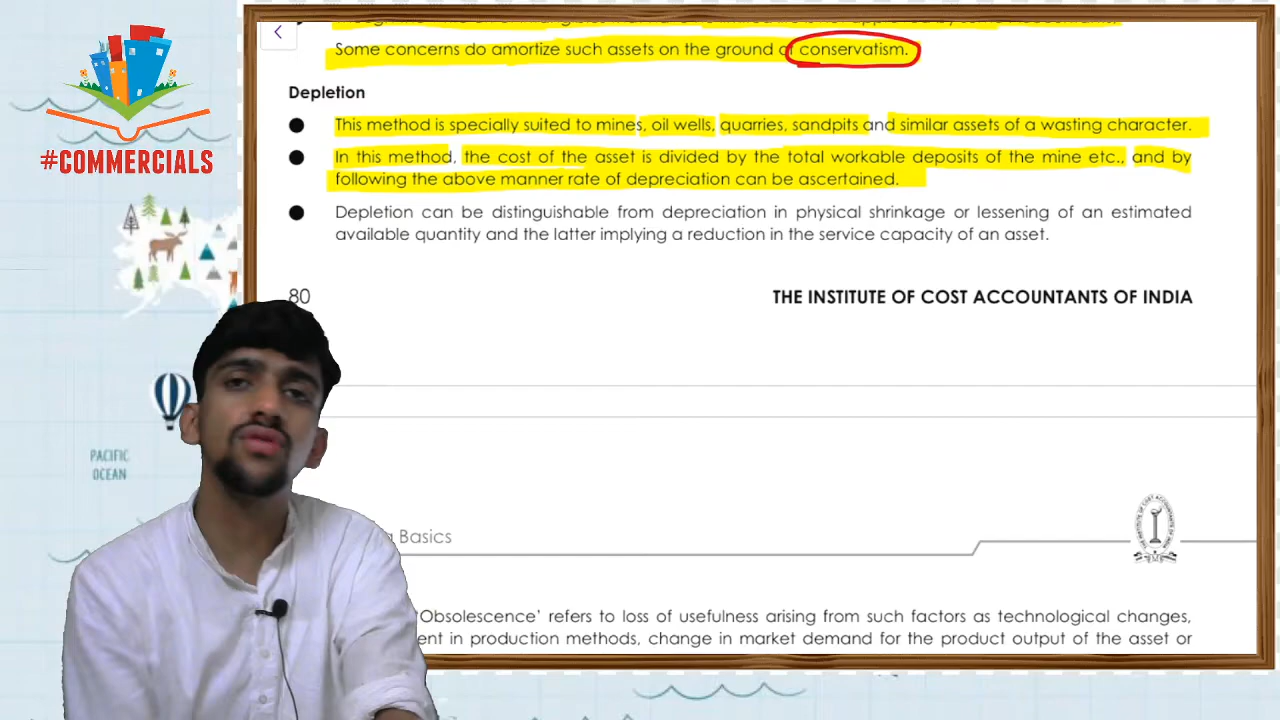 Some concerns do amortize such assets on the ground of conservatism.
Depletion
This method is specially suited to mines, oil wells, quarries, sandpits and similar assets of a wasting character.
In this method, the cost of the asset is divided by the total workable deposits of the mine etc., and by
following the above manner rate of depreciation can be ascertained.
Depletion can be distinguishable from depreciation in physical shrinkage or lessening of an estimated
available quantity and the latter implying a reduction in the service capacity of an asset.
80
THE INSTITUTE OF COST ACCOUNTANTS OF INDIA
Basics
'Obsolescence' refers to loss of usefulness arising from such factors as technological changes,
in production methods, change in market demand for the product output of the asset or
#COMMERCIALS
PACIFIC
OCEAN